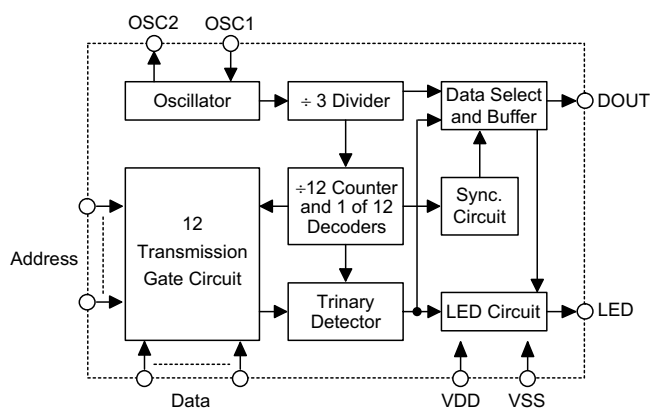 OSC2
OSC1
Oscillator
÷ 3 Divider
Data Select
and Buffer
DOUT
12
Transmission
Gate Circuit
÷12 Counter
and 1 of 12
Decoders
Sync.
Circuit
Address
Trinary
Detector
LED Circuit
LED
Data
VDD
VSS